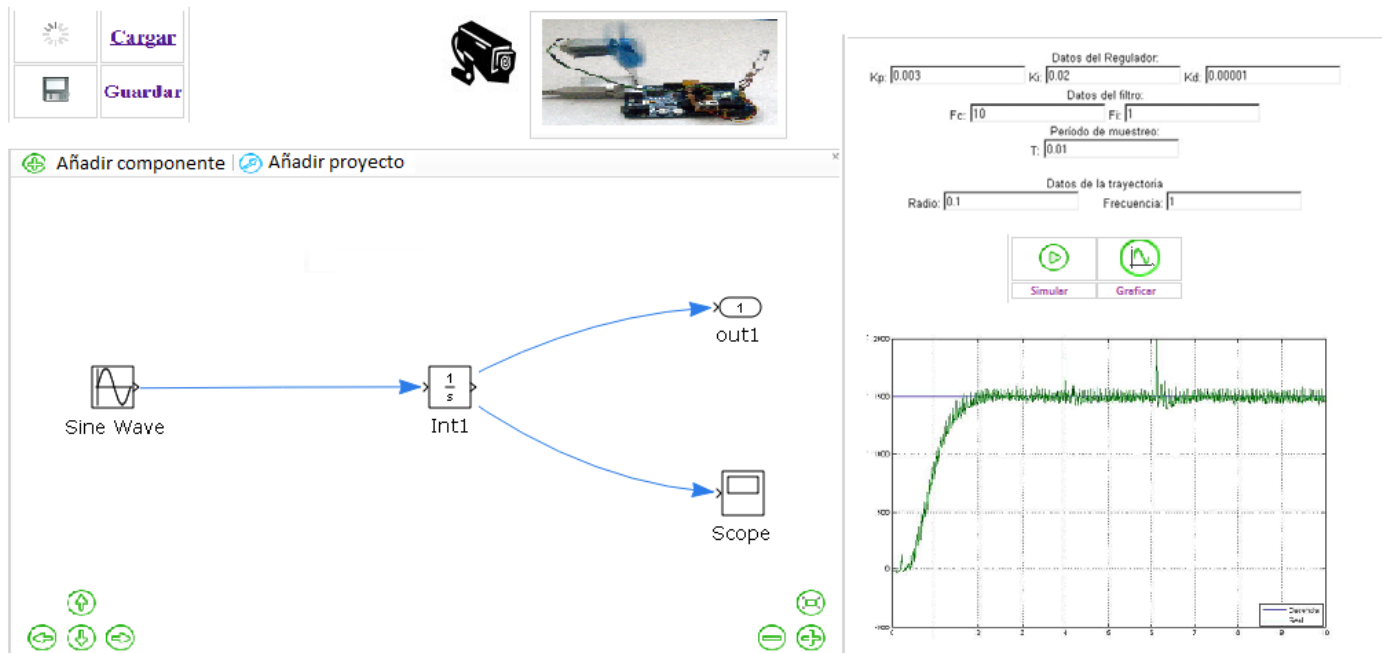 Cargar
Guardar
Añadir componente
Añadir proyecto
Sine Wave
1
s
Int1
1
out1
Scope
Datos del Regulador:
Kp: 0.003 Ki: 0.02 Kd: 0.00001
Datos del filtro:
Fc: 10 Fi: 1
Período de muestreo:
T: 0.01
Datos de la trayectoria
Radio: 0.1 Frecuencia: 1
Simular Graficar
0